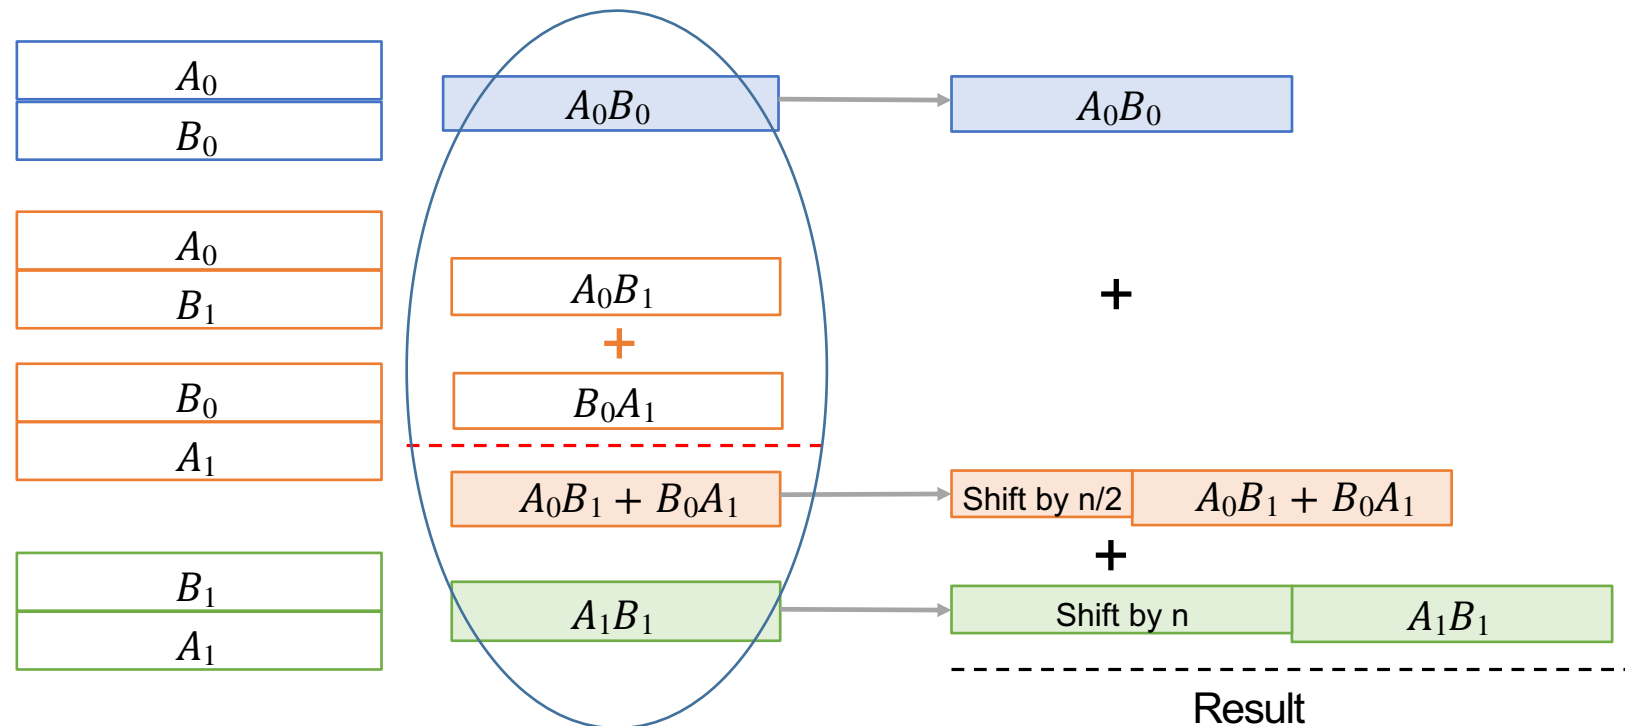 A₀
B₀
A₀B₀
A₀B₀
A₀
B₁
A₀B₁
+
+
B₀
A₁
B₀A₁
A₀B₁ + B₀A₁
Shift by n/2
A₀B₁ + B₀A₁
+
B₁
A₁
A₁B₁
Shift by n
A₁B₁
Result